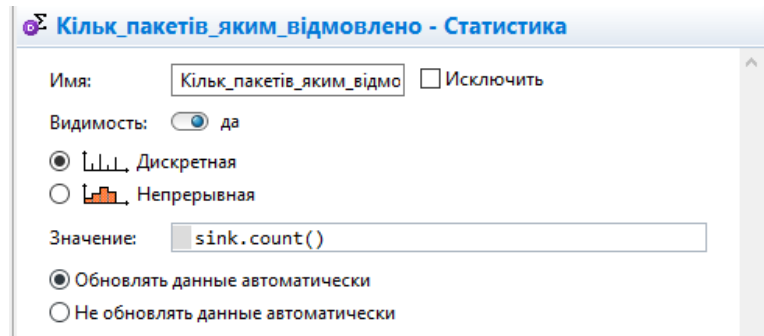 Кільк_пакетів_яким_відмовлено - Статистика
Имя: Кільк_пакетів_яким_відмо Исключить
Видимость: да
Дискретная
Непрерывная
Значение: sink.count()
Обновлять данные автоматически
Не обновлять данные автоматически